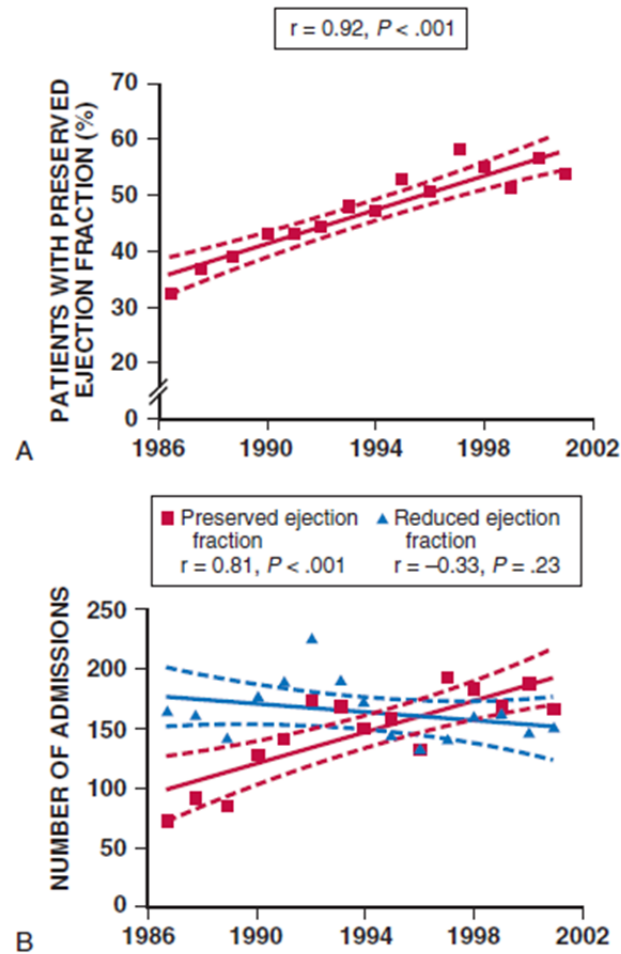 r = 0.92, P < .001
PATIENTS WITH PRESERVED
EJECTION FRACTION (%)
70
60
50
40
30
20
0
1986 1990 1994 1998 2002
A
Preserved ejection fraction
r = 0.81, P < .001
Reduced ejection fraction
r = –0.33, P = .23
NUMBER OF ADMISSIONS
250
200
150
100
50
0
1986 1990 1994 1998 2002
B